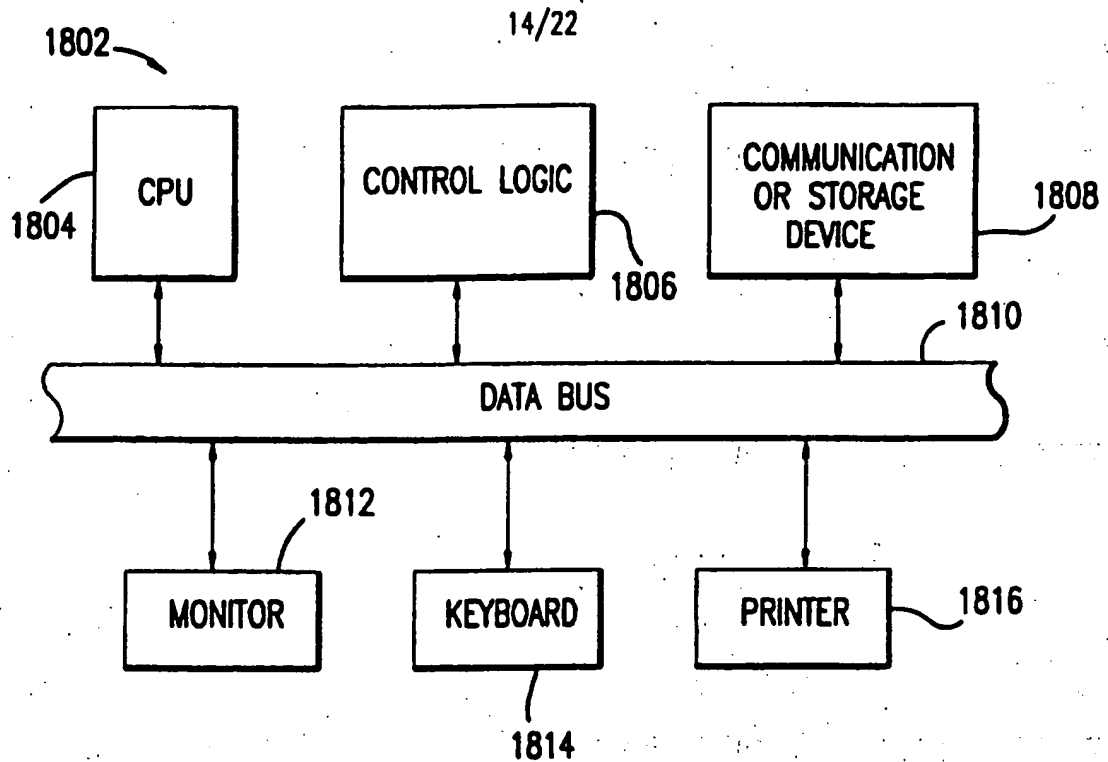 14/22
1802
CPU
1804
CONTROL LOGIC
1806
COMMUNICATION
OR STORAGE
DEVICE
1808
1810
DATA BUS
1812
MONITOR
KEYBOARD
1814
PRINTER
1816